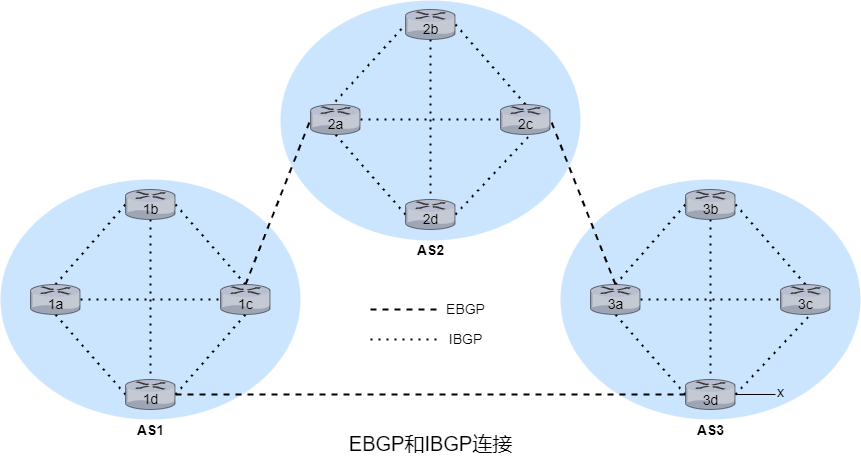 2b
2a
2c
2d
AS2
1b
1a
1c
1d
AS1
3b
3a
3c
3d
x
AS3
EBGP
IBGP
EBGP和IBGP连接